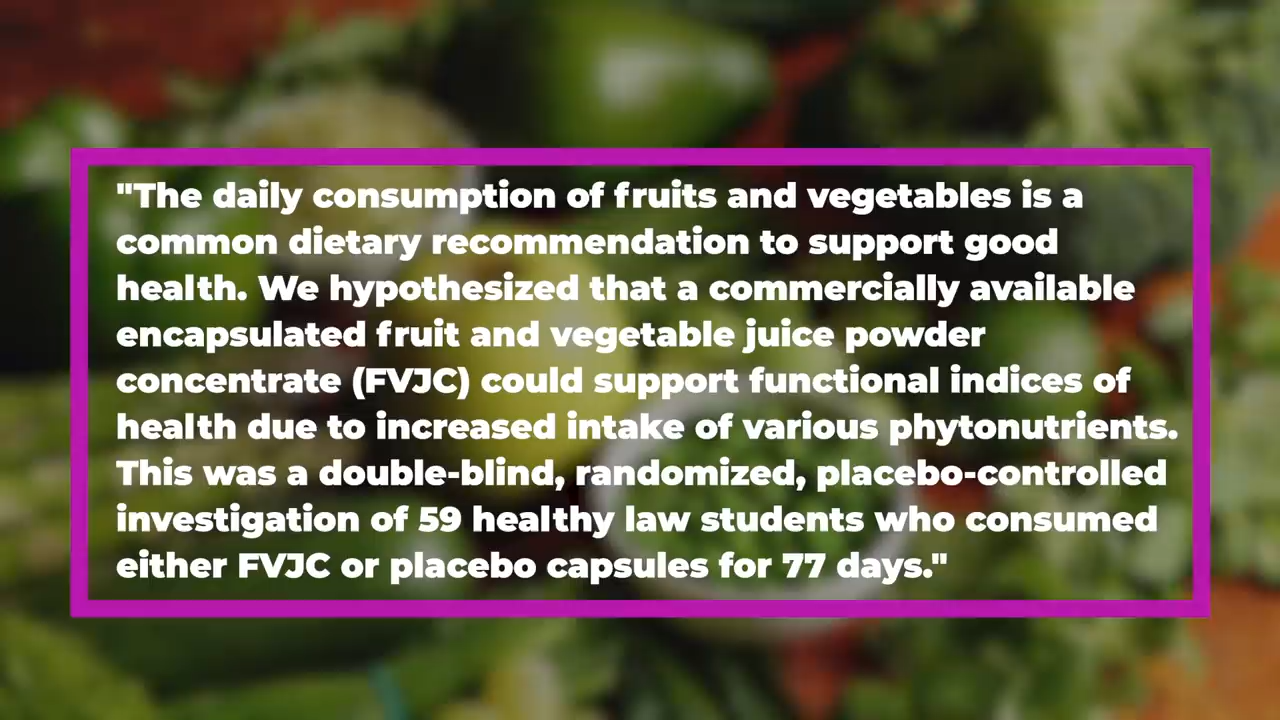 "The daily consumption of fruits and vegetables is a
common dietary recommendation to support good
health. We hypothesized that a commercially available
encapsulated fruit and vegetable juice powder
concentrate (FVJC) could support functional indices of
health due to increased intake of various phytonutrients.
This was a double-blind, randomized, placebo-controlled
investigation of 59 healthy law students who consumed
either FVJC or placebo capsules for 77 days."